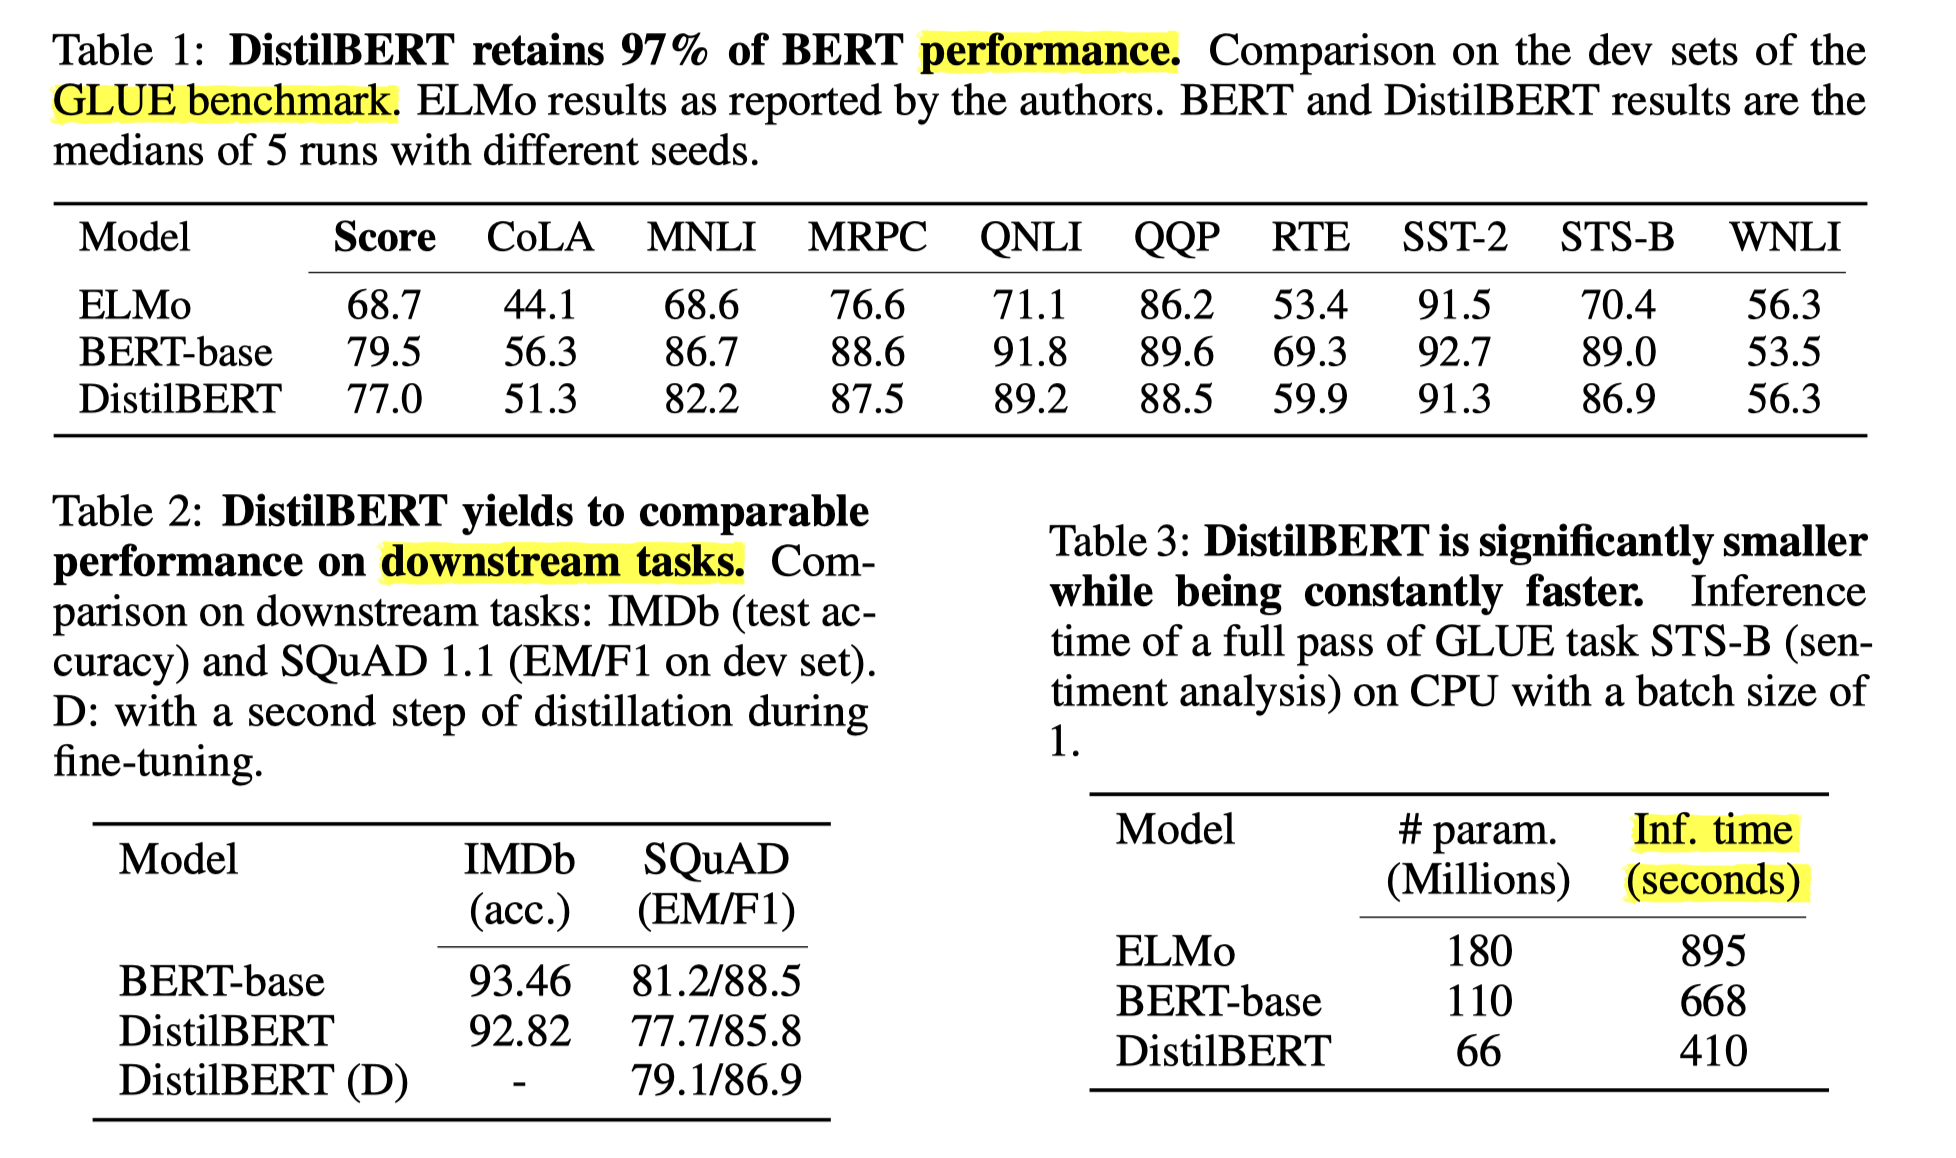 Table 1: DistilBERT retains 97% of BERT performance. Comparison on the dev sets of the
GLUE benchmark. ELMo results as reported by the authors. BERT and DistilBERT results are the
medians of 5 runs with different seeds.
Model Score CoLA MNLI MRPC QNLI QQP RTE SST-2 STS-B WNLI
ELMo 68.7 44.1 68.6 76.6 71.1 86.2 53.4 91.5 70.4 56.3
BERT-base 79.5 56.3 86.7 88.6 91.8 89.6 69.3 92.7 89.0 53.5
DistilBERT 77.0 51.3 82.2 87.5 89.2 88.5 59.9 91.3 86.9 56.3
Table 2: DistilBERT yields to comparable
performance on downstream tasks. Com-
parison on downstream tasks: IMDb (test ac-
curacy) and SQuAD 1.1 (EM/F1 on dev set).
D: with a second step of distillation during
fine-tuning.
Model IMDb SQuAD
(acc.) (EM/F1)
BERT-base 93.46 81.2/88.5
DistilBERT 92.82 77.7/85.8
DistilBERT (D) - 79.1/86.9
Table 3: DistilBERT is significantly smaller
while being constantly faster. Inference
time of a full pass of GLUE task STS-B (sen-
timent analysis) on CPU with a batch size of
1.
Model # param. Inf. time
(Millions) (seconds)
ELMo 180 895
BERT-base 110 668
DistilBERT 66 410